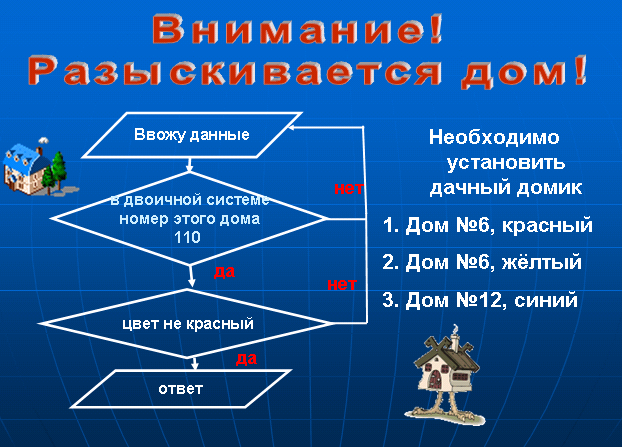 Внимание!
Разыскивается дом!
Ввожу данные
нет
в двоичной системе
номер этого дома
110
да
нет
цвет не красный
да
ответ
Необходимо
установить
дачный домик
1. Дом №6, красный
2. Дом №6, жёлтый
3. Дом №12, синий